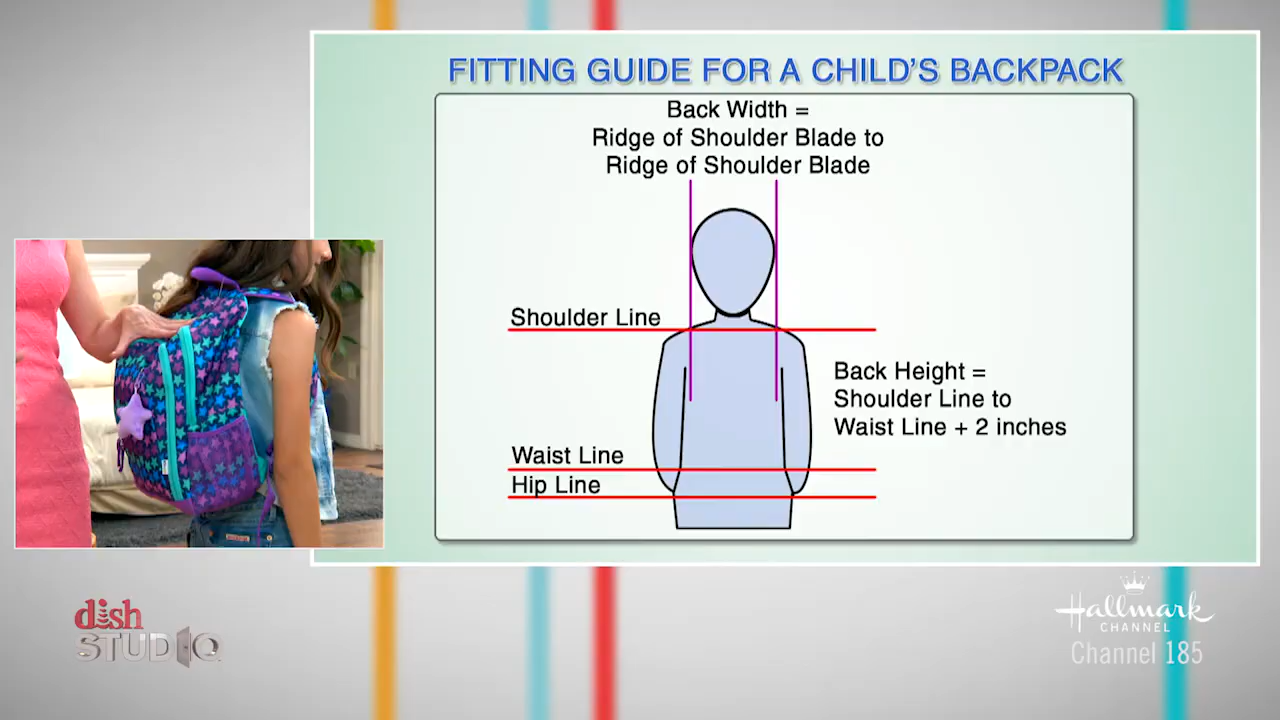 FITTING GUIDE FOR A CHILD'S BACKPACK
Back Width =
Ridge of Shoulder Blade to
Ridge of Shoulder Blade
Shoulder Line
Back Height =
Shoulder Line to
Waist Line + 2 inches
Waist Line
Hip Line
dish
STUDIO
Hallmark
CHANNEL
Channel 185